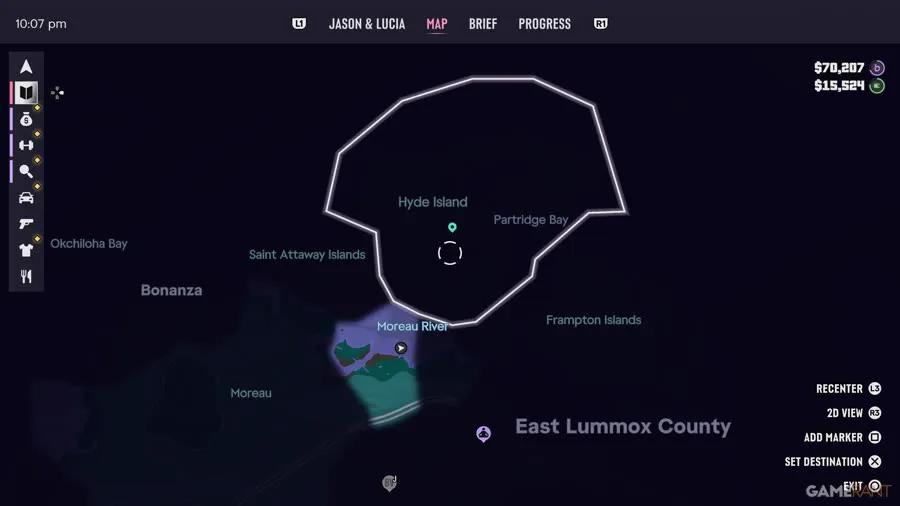 10:07 pm
L1 JASON & LUCIA MAP BRIEF PROGRESS R1
$70,207
$15,524
Hyde Island
Partridge Bay
Okchiloha Bay
Saint Attaway Islands
Bonanza
Moreau River
Frampton Islands
Moreau
East Lummox County
RECENTER L3
2D VIEW R3
ADD MARKER
SET DESTINATION
EXIT
GAMERANT